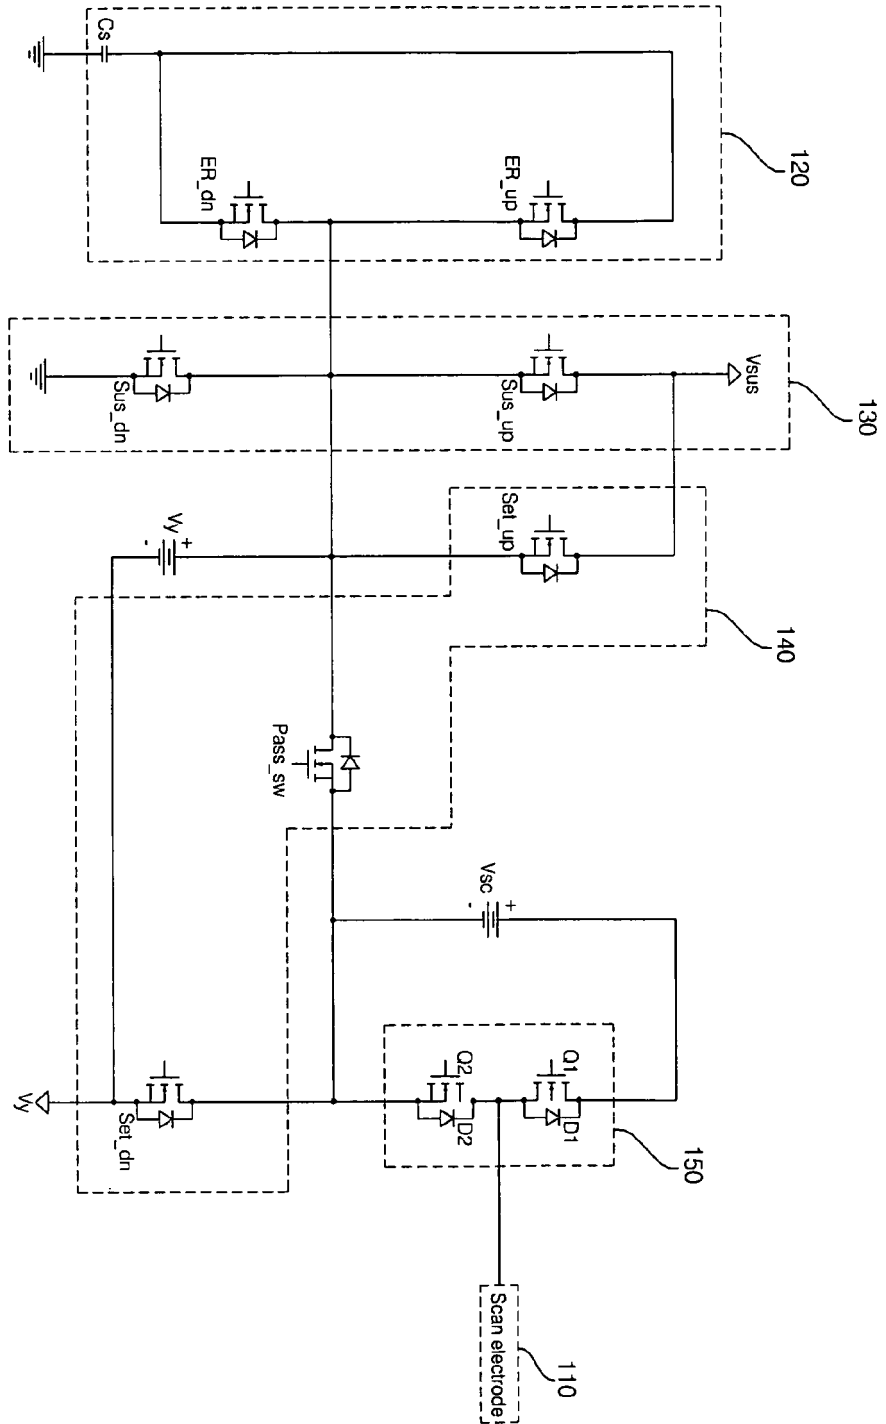 120
130
140
150
110
Cs
ER_up
ER_dn
Vsus
Sus_up
Sus_dn
Set_up
Vy
+
-
Pass_sw
Vsc
+
-
Q1
D1
Q2
D2
Set_dn
Vy
Scan electrode